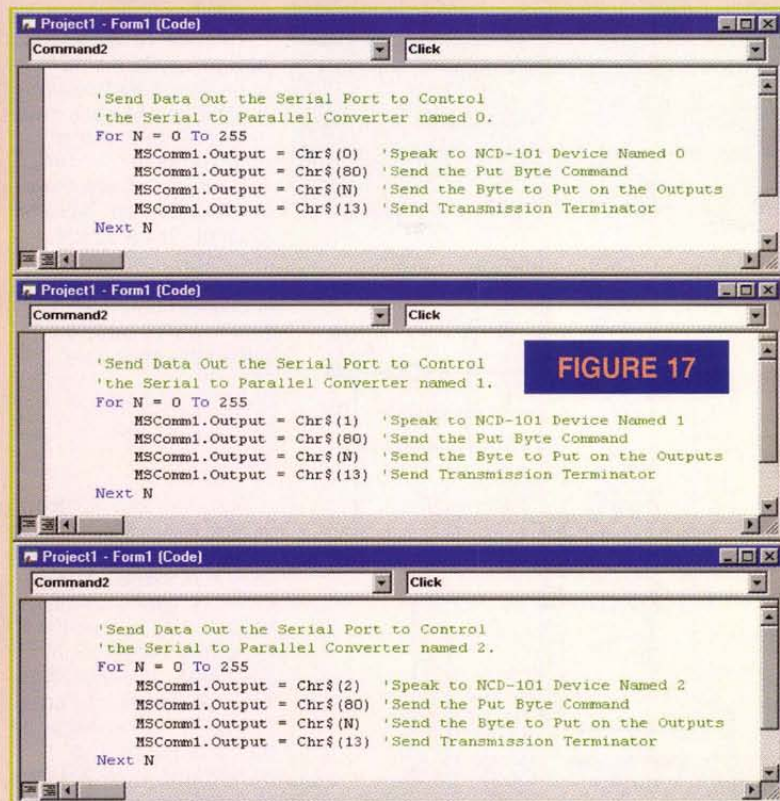 Project1 - Form1 (Code)
Command2 Click
'Send Data Out the Serial Port to Control
'the Serial to Parallel Converter named 0.
For N = 0 To 255
MSComm1.Output = Chr$(0) 'Speak to NCD-101 Device Named 0
MSComm1.Output = Chr$(80) 'Send the Put Byte Command
MSComm1.Output = Chr$(N) 'Send the Byte to Put on the Outputs
MSComm1.Output = Chr$(13) 'Send Transmission Terminator
Next N
Project1 - Form1 (Code)
Command2 Click
FIGURE 17
'Send Data Out the Serial Port to Control
'the Serial to Parallel Converter named 1.
For N = 0 To 255
MSComm1.Output = Chr$(1) 'Speak to NCD-101 Device Named 1
MSComm1.Output = Chr$(80) 'Send the Put Byte Command
MSComm1.Output = Chr$(N) 'Send the Byte to Put on the Outputs
MSComm1.Output = Chr$(13) 'Send Transmission Terminator
Next N
Project1 - Form1 (Code)
Command2 Click
'Send Data Out the Serial Port to Control
'the Serial to Parallel Converter named 2.
For N = 0 To 255
MSComm1.Output = Chr$(2) 'Speak to NCD-101 Device Named 2
MSComm1.Output = Chr$(80) 'Send the Put Byte Command
MSComm1.Output = Chr$(N) 'Send the Byte to Put on the Outputs
MSComm1.Output = Chr$(13) 'Send Transmission Terminator
Next N